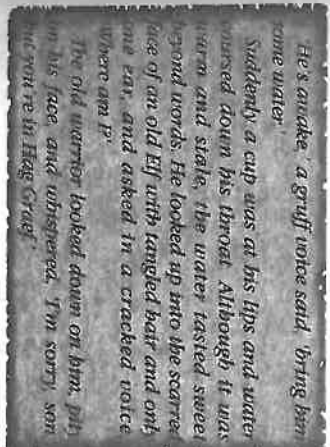 'He's awake,' a gruff voice said, 'bring him
some water.'
Suddenly a cup was at his lips and water
coursed down his throat. Although it was
warm and stale, the water tasted sweet
beyond words. He looked up into the scarred
face of an old Elf with tangled hair and only
one ear, and asked in a cracked voice
'Where am I?'
The old warrior looked down on him, pity
on his face, and whispered, 'I'm sorry, son
but you're in Hag Graef.'